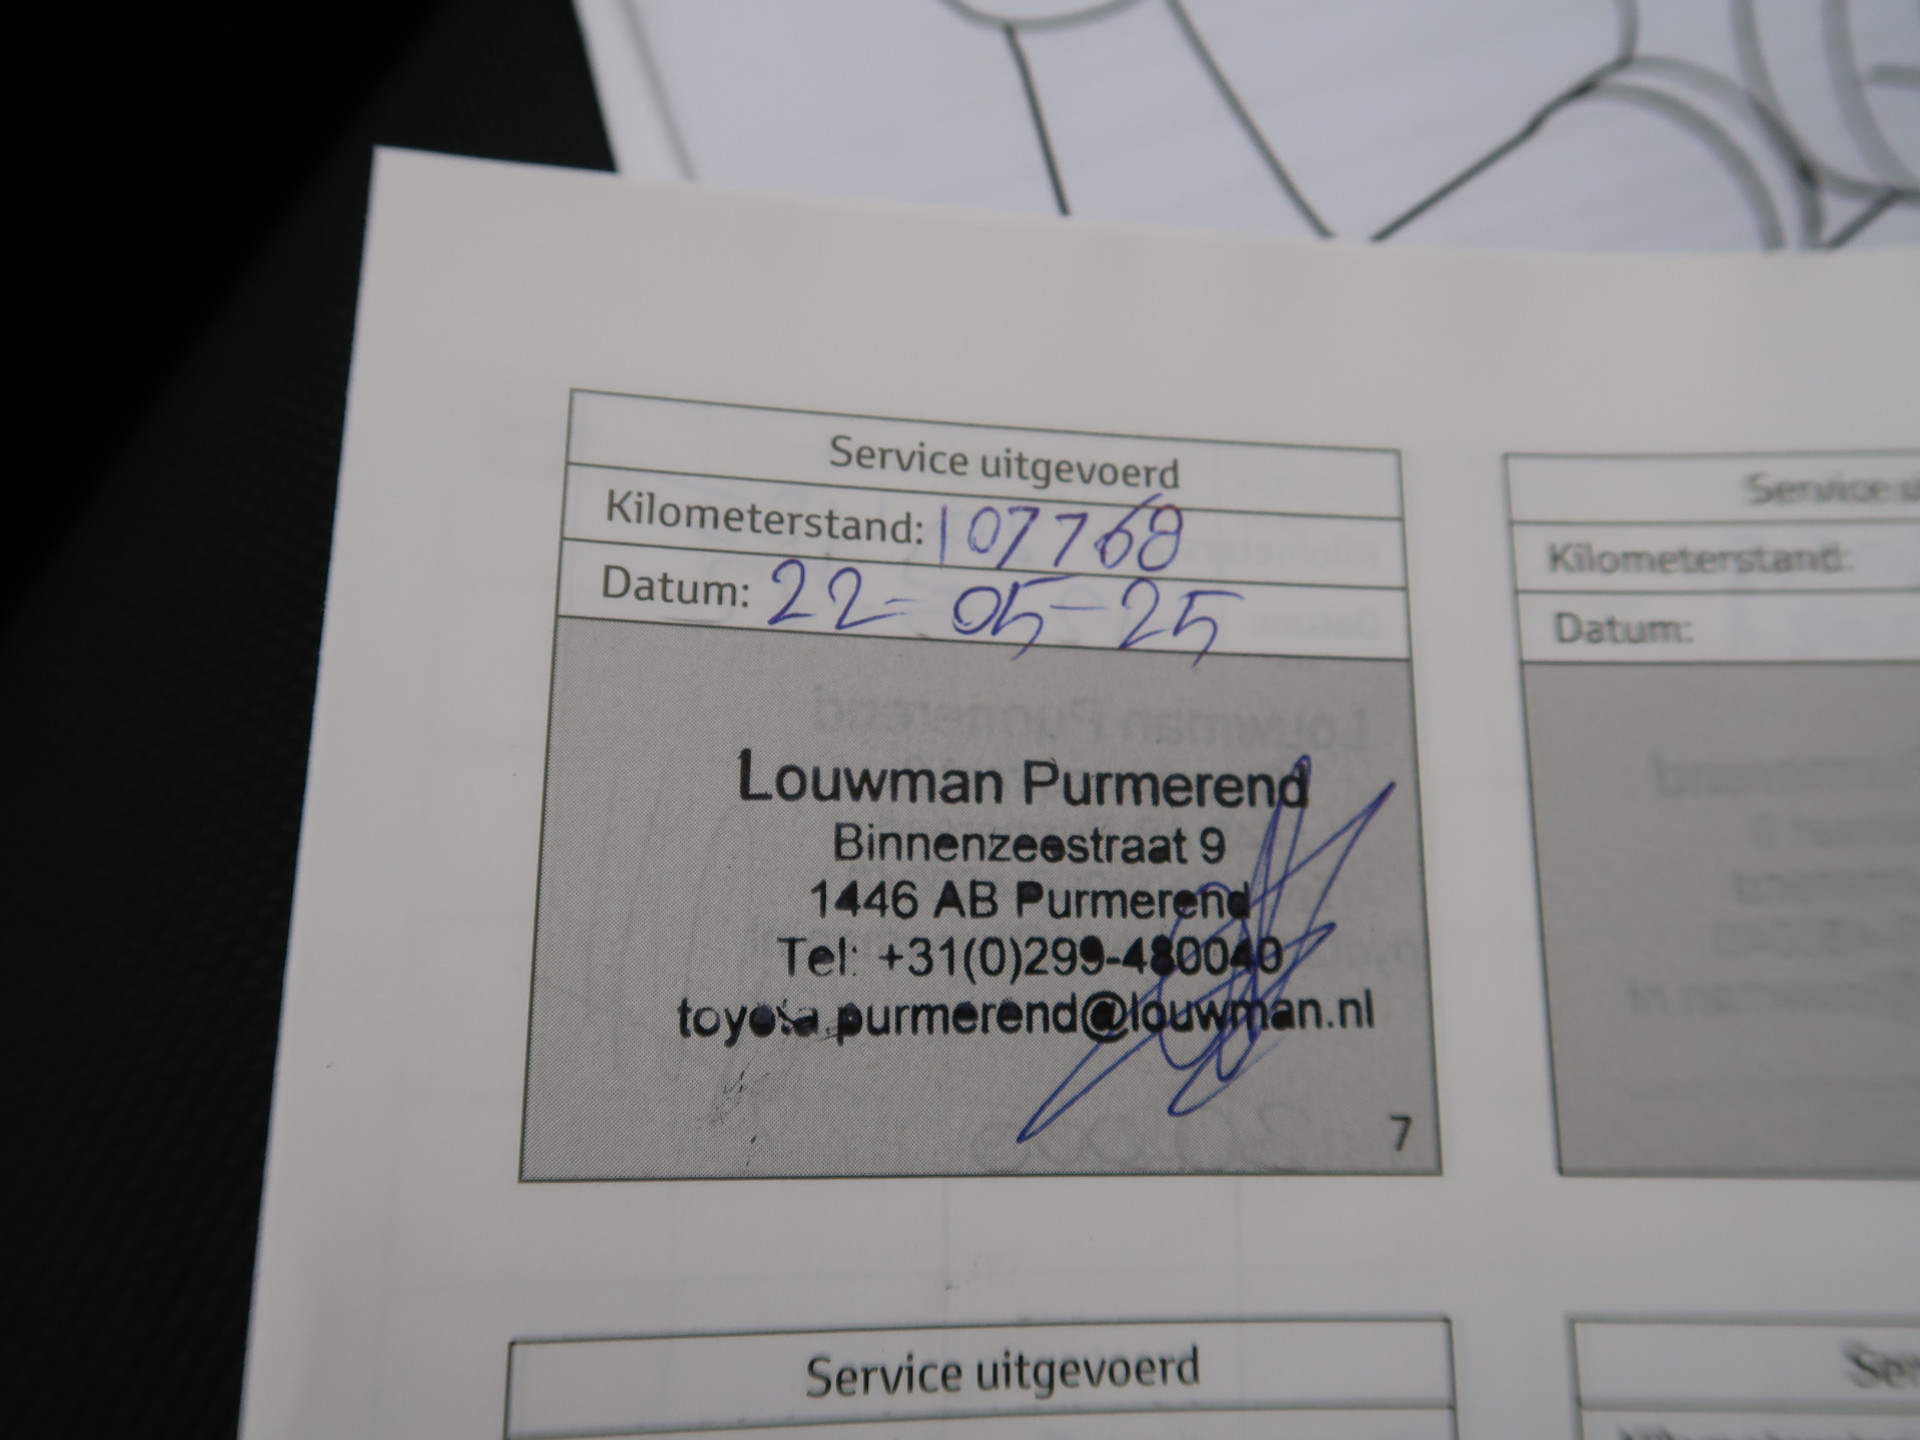 Service uitgevoerd
Kilometerstand: 107768
Datum: 22-05-25
Louwman Purmerend
Binnenzeestraat 9
1446 AB Purmerend
Tel: +31(0)299-480040
toyota.purmerend@louwman.nl
7
Service
Kilometerstand:
Datum:
Service uitgevoerd